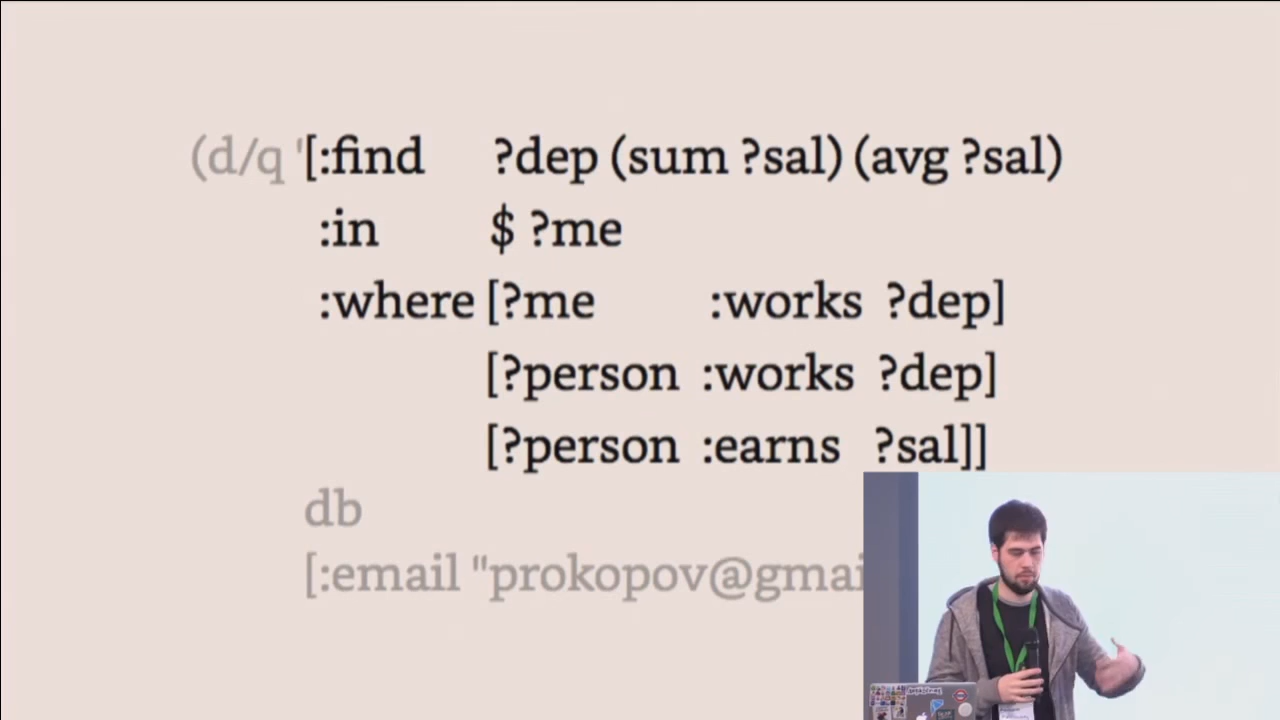 (d/q '[:find ?dep (sum ?sal) (avg ?sal)
:in $ ?me
:where [?me :works ?dep]
[?person :works ?dep]
[?person :earns ?sal]]
db
[:email "prokopov@gmai